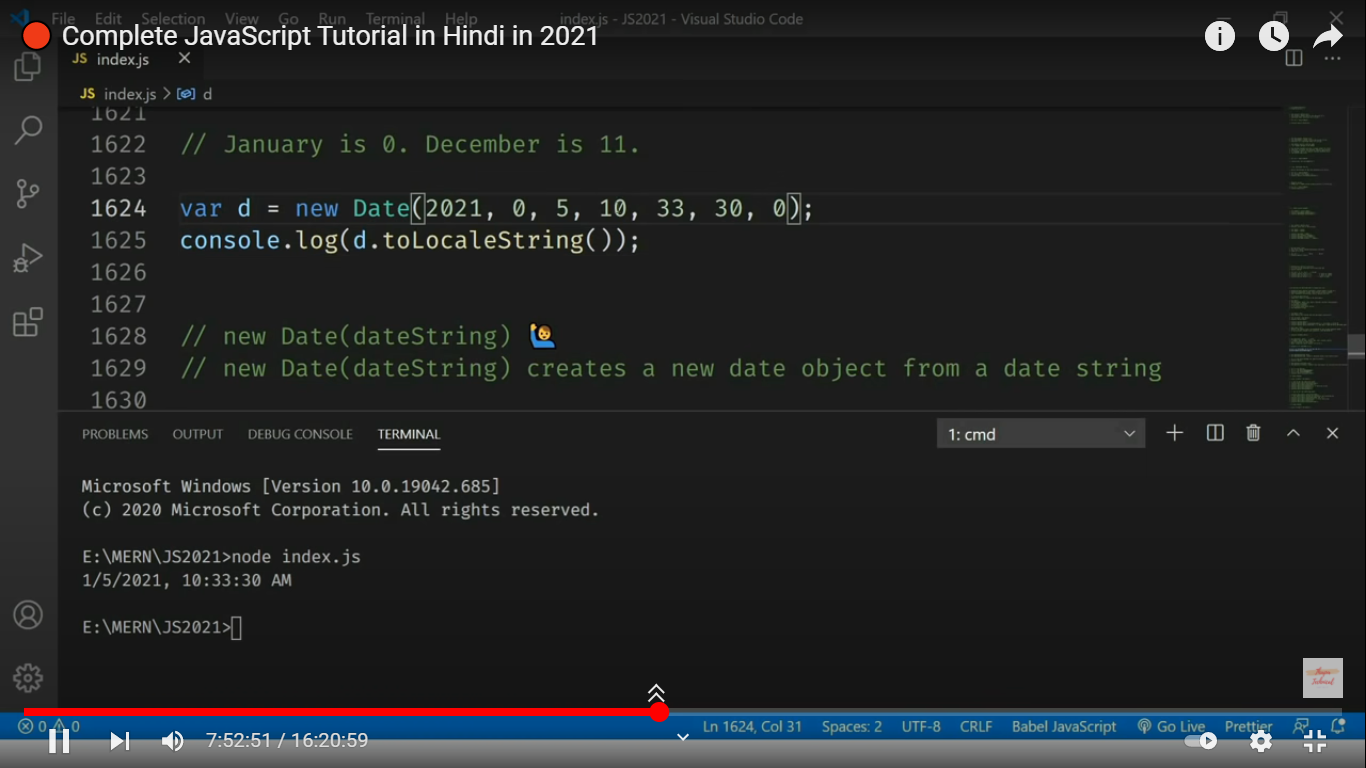 File Edit Selection View Go Run Terminal Help index.js - JS2021 - Visual Studio Code
Complete JavaScript Tutorial in Hindi in 2021
JS index.js
JS index.js > d
1621
1622 // January is 0. December is 11.
1623
1624 var d = new Date(2021, 0, 5, 10, 33, 30, 0);
1625 console.log(d.toLocaleString());
1626
1627
1628 // new Date(dateString) 🙋‍♂️
1629 // new Date(dateString) creates a new date object from a date string
1630
PROBLEMS OUTPUT DEBUG CONSOLE TERMINAL 1: cmd
Microsoft Windows [Version 10.0.19042.685]
(c) 2020 Microsoft Corporation. All rights reserved.
E:\MERN\JS2021>node index.js
1/5/2021, 10:33:30 AM
E:\MERN\JS2021>
0 0 Ln 1624, Col 31 Spaces: 2 UTF-8 CRLF Babel JavaScript Go Live Prettier
7:52:51 / 16:20:59